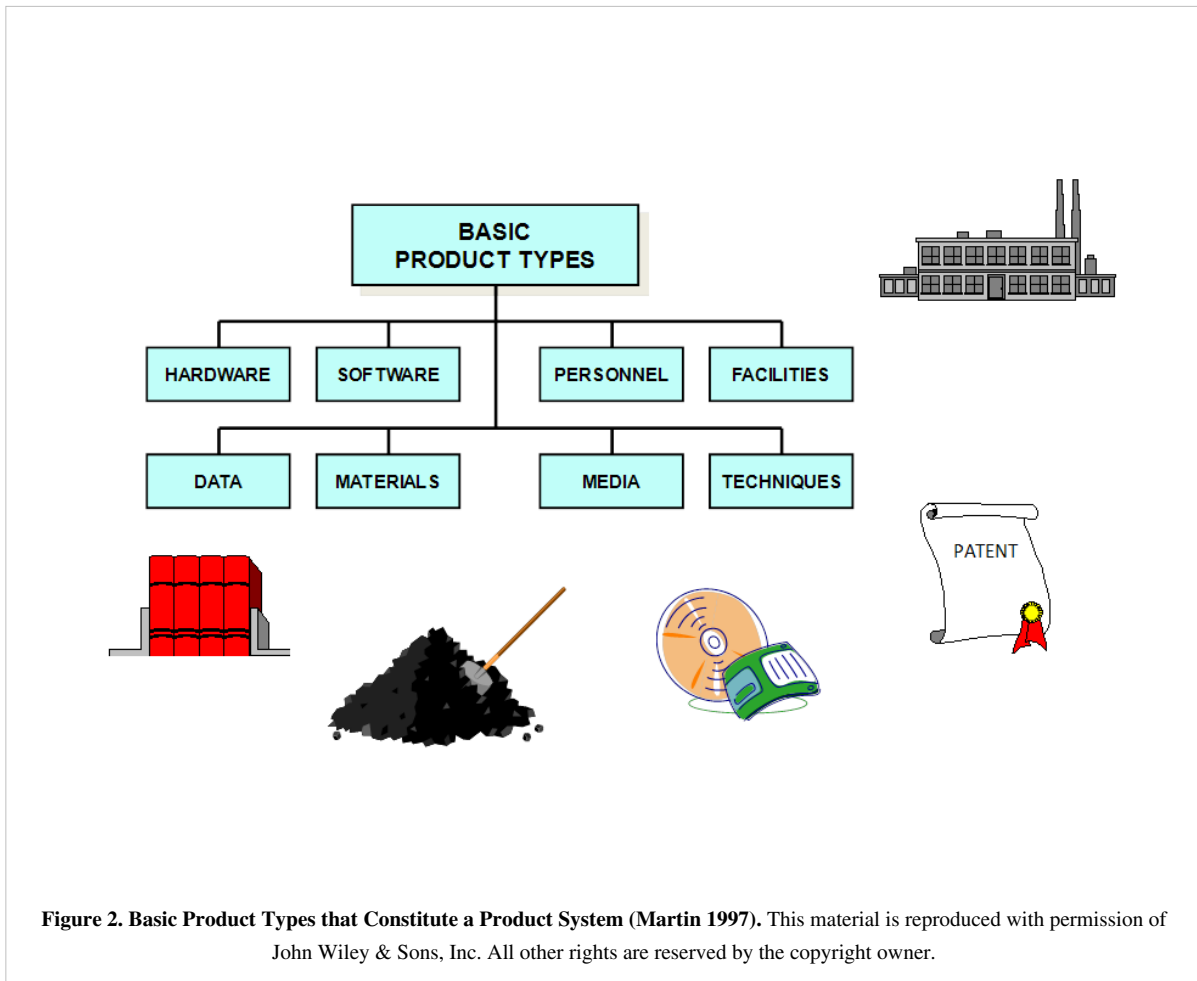 BASIC
PRODUCT TYPES
HARDWARE
SOFTWARE
PERSONNEL
FACILITIES
DATA
MATERIALS
MEDIA
TECHNIQUES
PATENT
Figure 2. Basic Product Types that Constitute a Product System (Martin 1997). This material is reproduced with permission of
John Wiley & Sons, Inc. All other rights are reserved by the copyright owner.